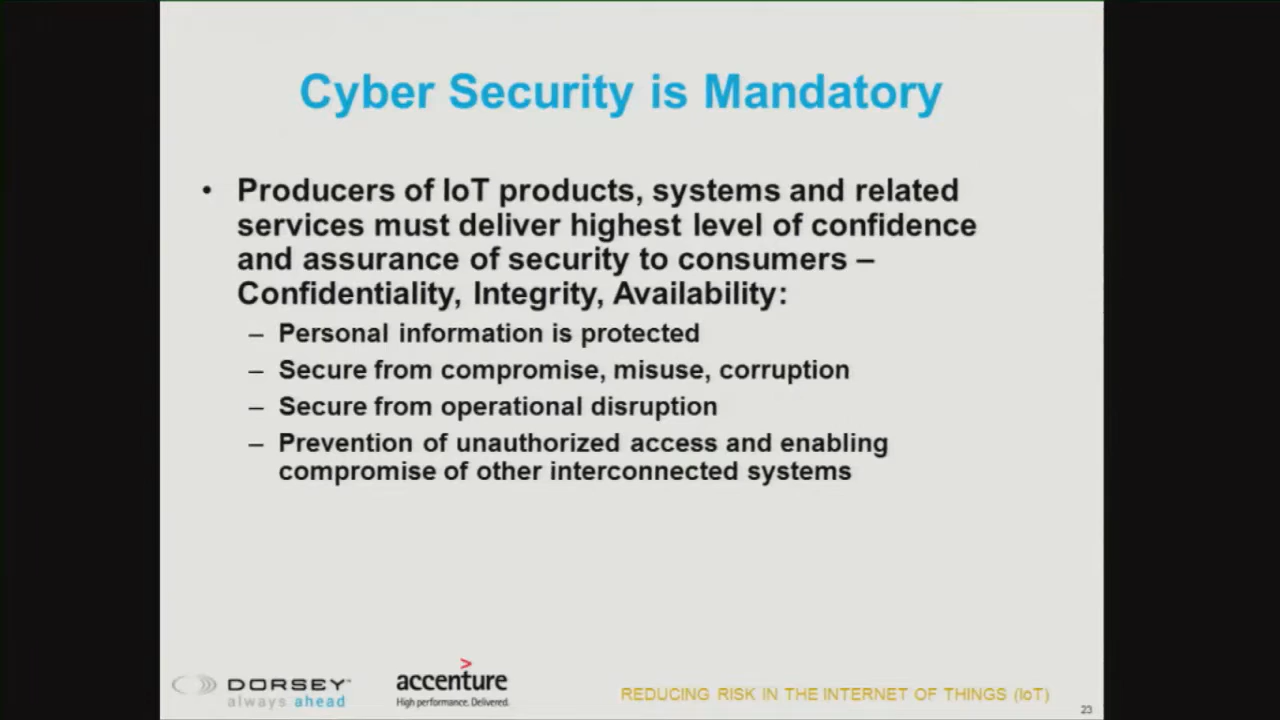 Cyber Security is Mandatory
• Producers of IoT products, systems and related
services must deliver highest level of confidence
and assurance of security to consumers –
Confidentiality, Integrity, Availability:
– Personal information is protected
– Secure from compromise, misuse, corruption
– Secure from operational disruption
– Prevention of unauthorized access and enabling
compromise of other interconnected systems
DORSEY™
always ahead
>
accenture
High performance. Delivered.
REDUCING RISK IN THE INTERNET OF THINGS (IoT)
23